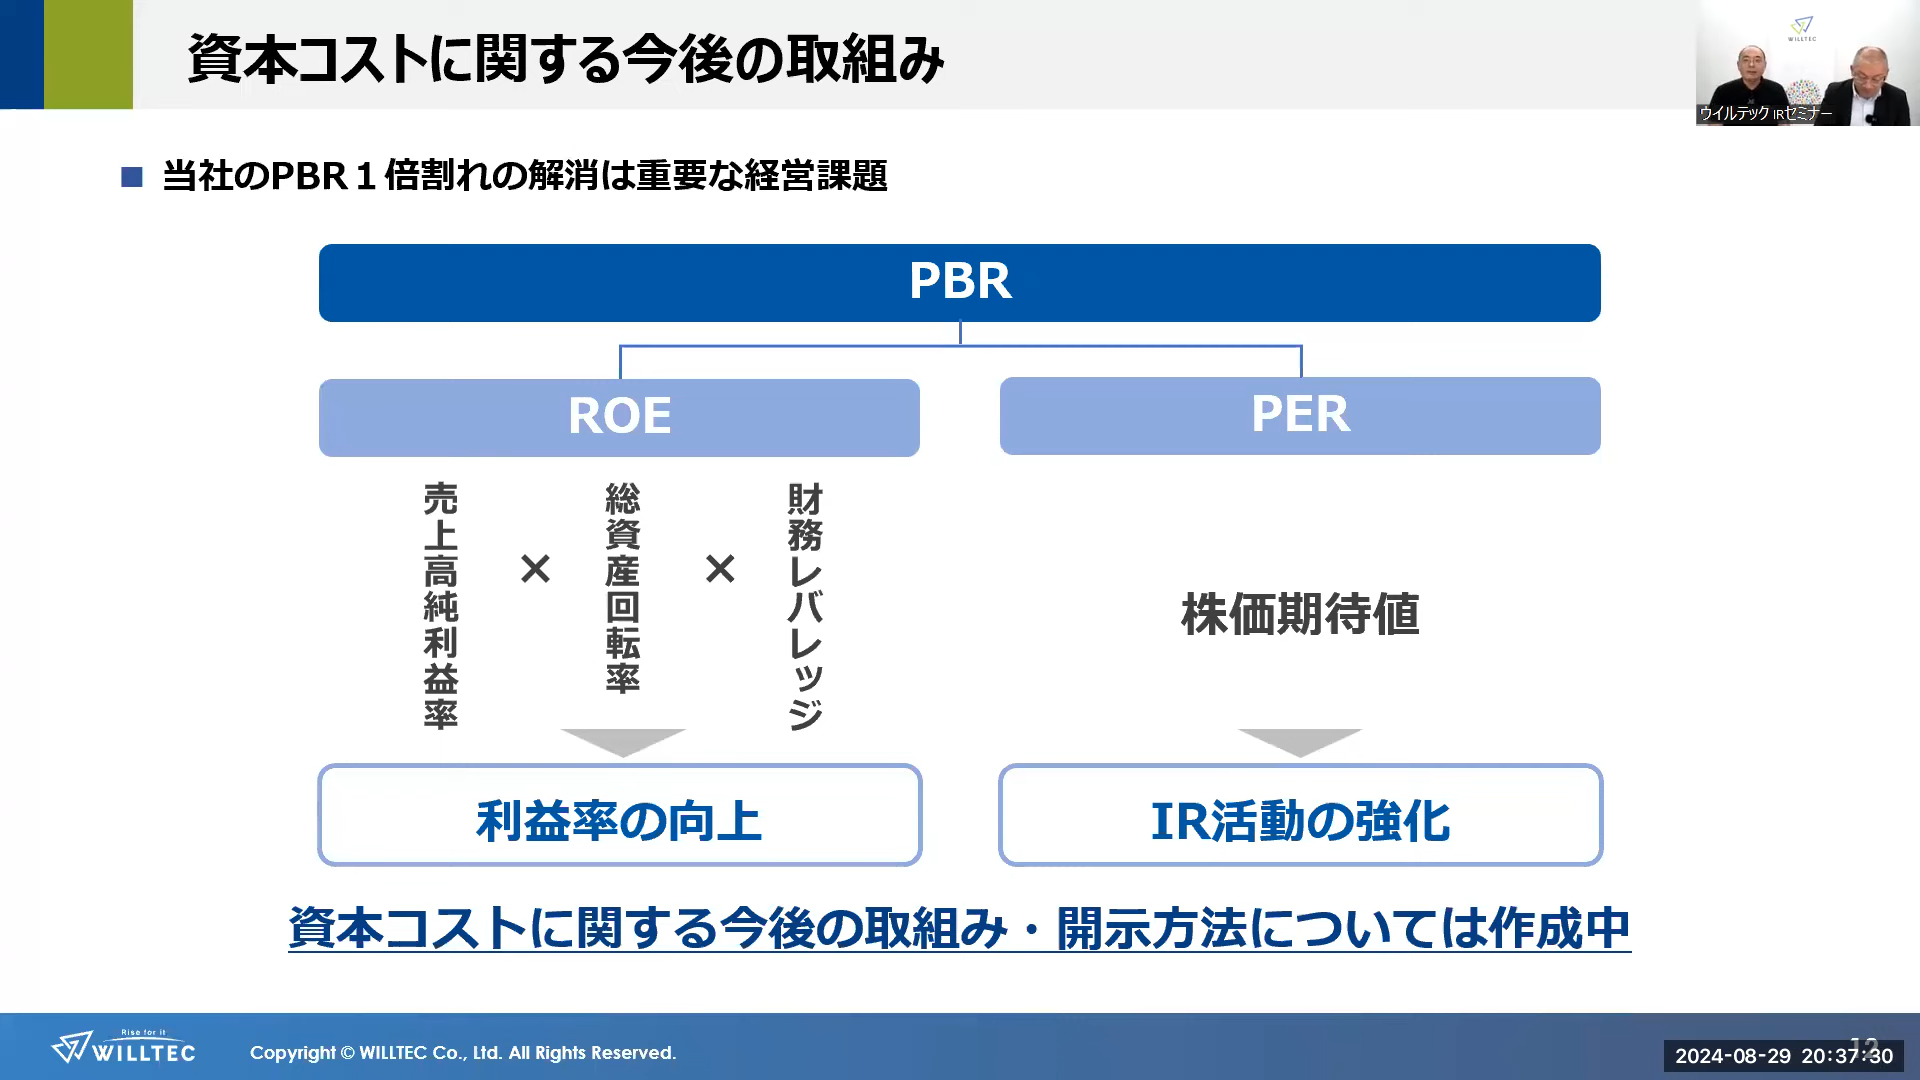 資本コストに関する今後の取組み
WILLTEC
ウイルテック IRセミナー
■ 当社のPBR１倍割れの解消は重要な経営課題
PBR
ROE
PER
売上高純利益率
×
総資産回転率
×
財務レバレッジ
株価期待値
利益率の向上
IR活動の強化
資本コストに関する今後の取組み・開示方法については作成中
Rise for it
WILLTEC
Copyright © WILLTEC Co., Ltd. All Rights Reserved.
12
2024-08-29 20:37:30